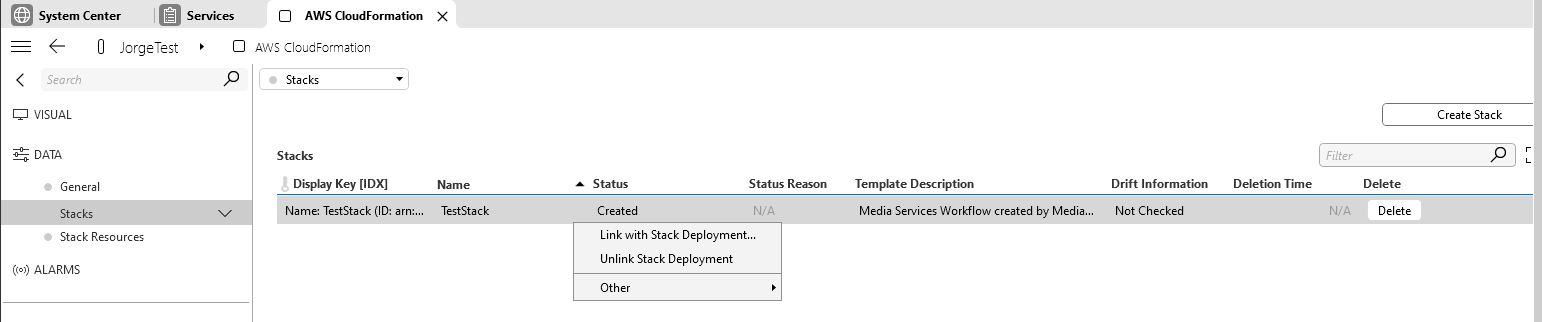 System Center Services AWS CloudFormation
JorgeTest AWS CloudFormation
Search Stacks
VISUAL
Create Stack
DATA
Stacks Filter
General
Display Key [IDX] Name Status Status Reason Template Description Drift Information Deletion Time Delete
Stacks
Name: TestStack (ID: arn:... TestStack Created N/A Media Services Workflow created by Media... Not Checked N/A Delete
Stack Resources
Link with Stack Deployment...
Unlink Stack Deployment
ALARMS
Other